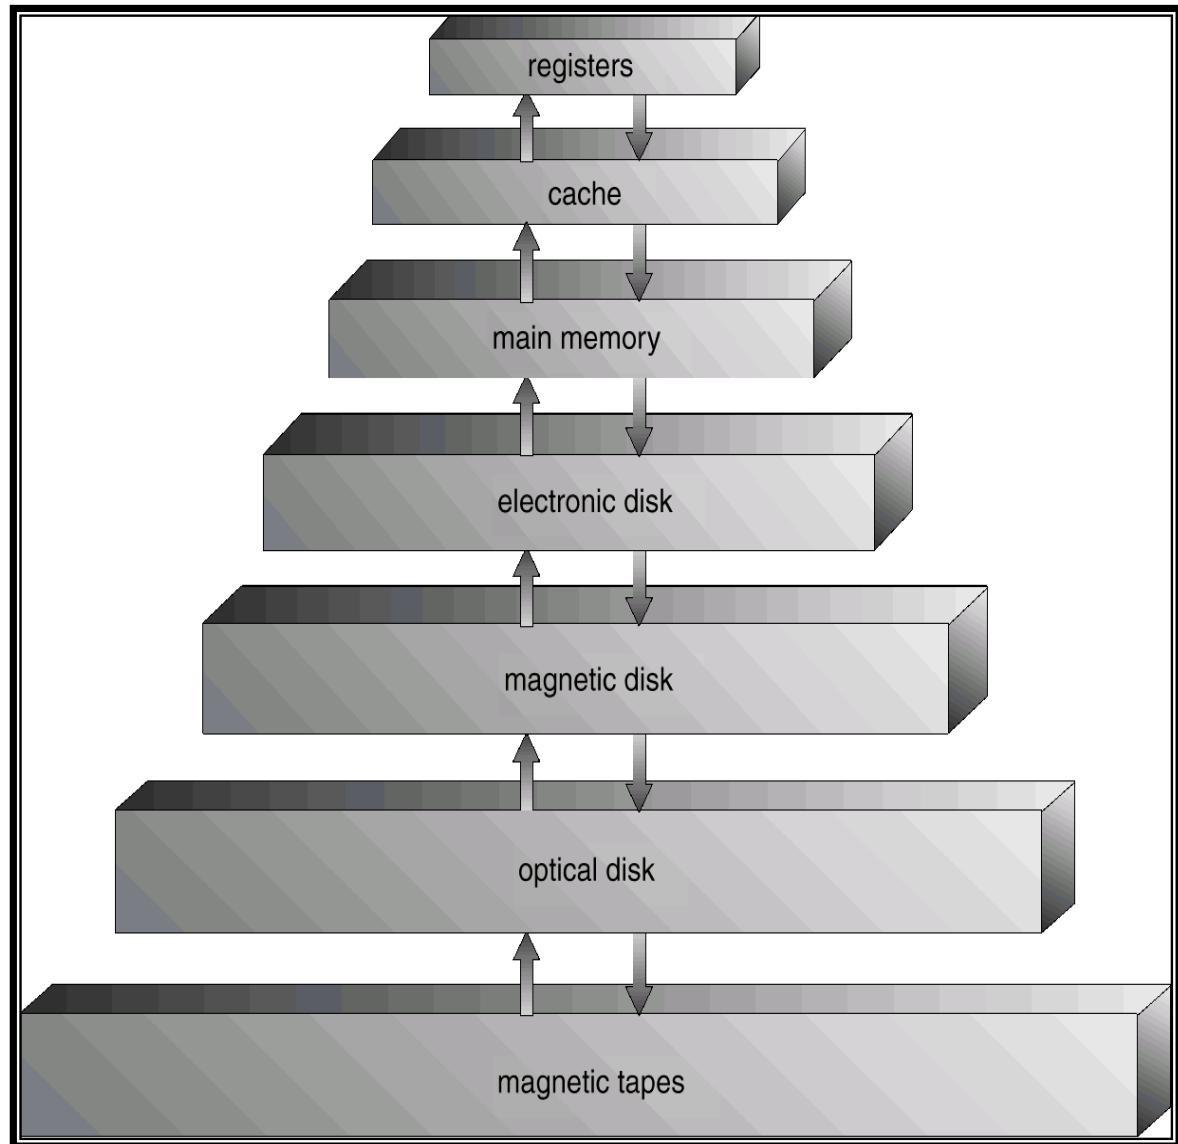 registers
cache
main memory
electronic disk
magnetic disk
optical disk
magnetic tapes